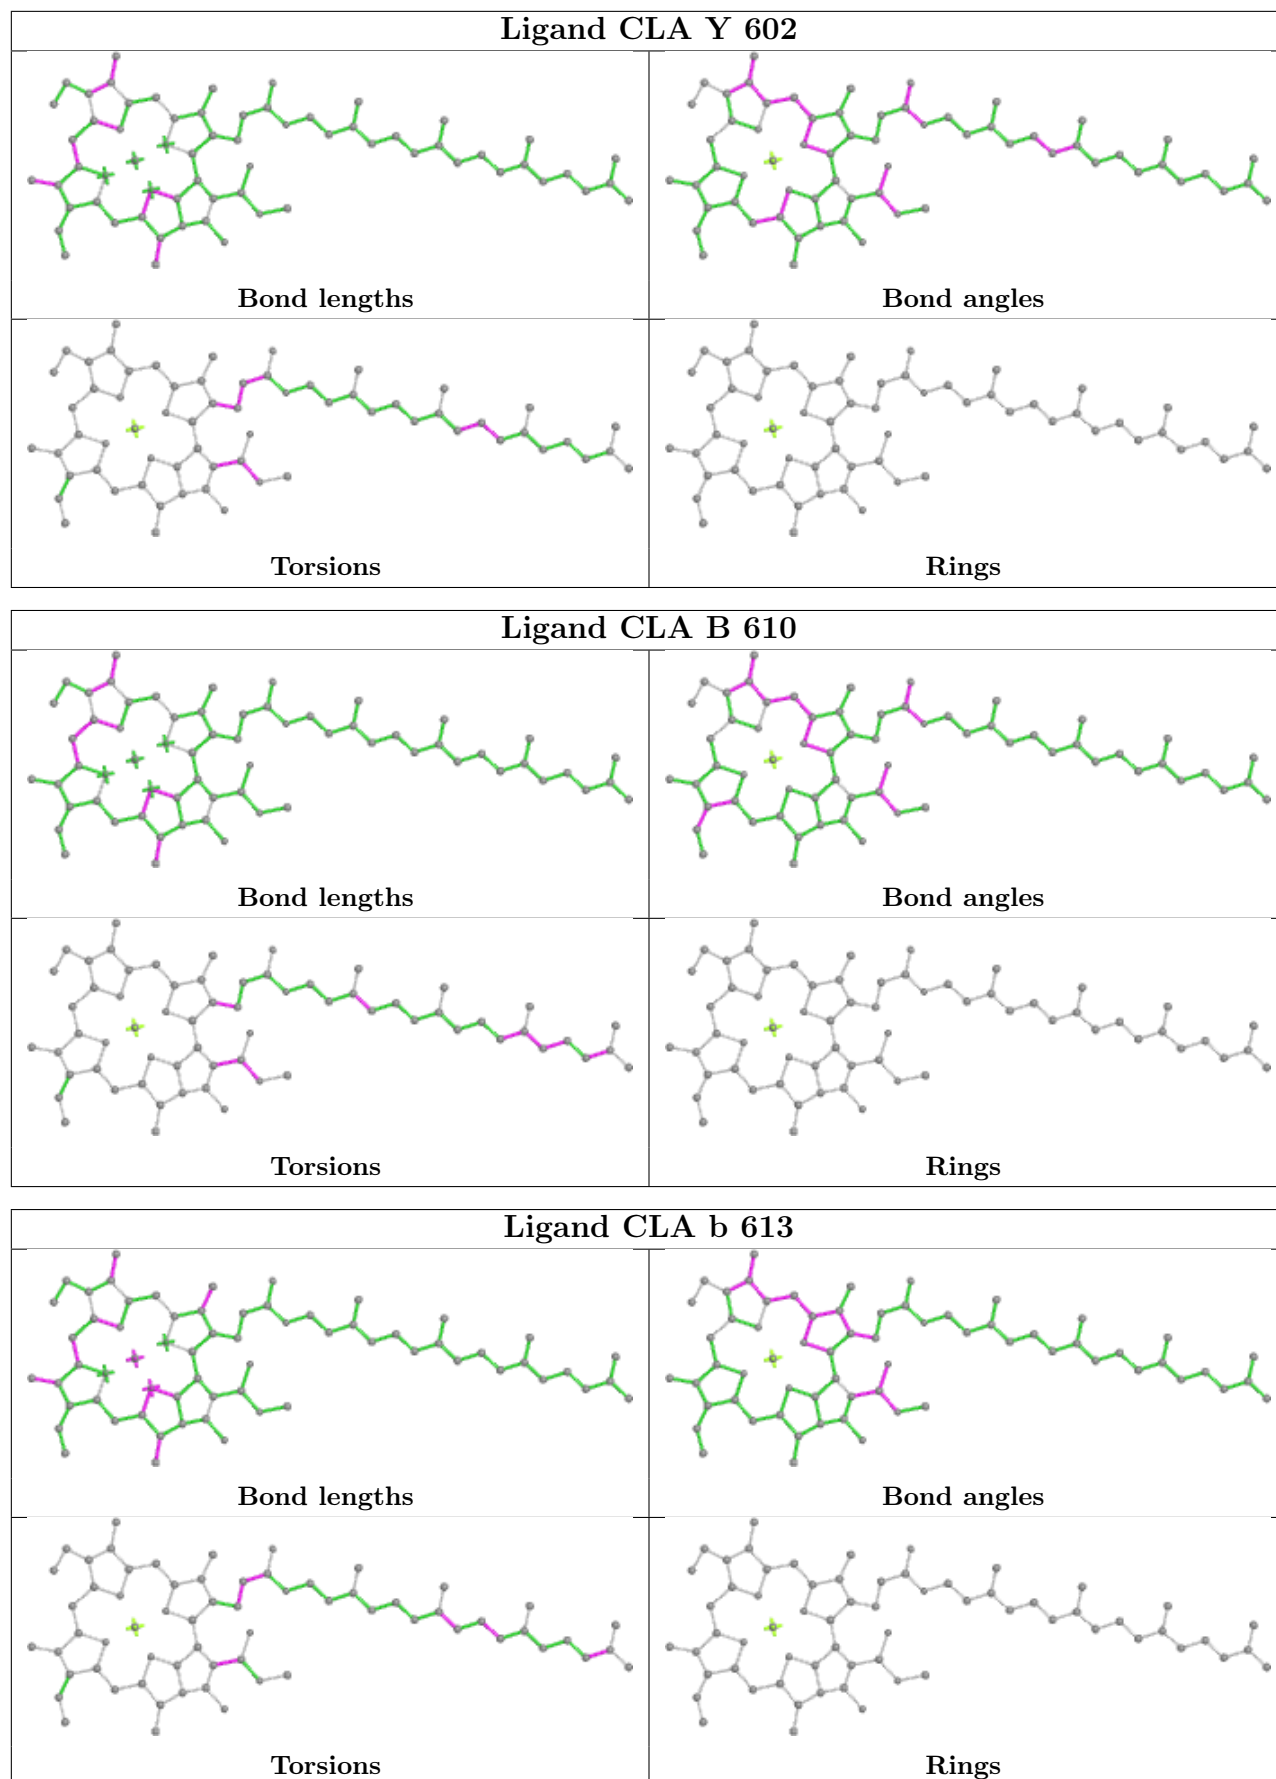 Ligand CLA Y 602
Bond lengths
Bond angles
Torsions
Rings
Ligand CLA B 610
Bond lengths
Bond angles
Torsions
Rings
Ligand CLA b 613
Bond lengths
Bond angles
Torsions
Rings